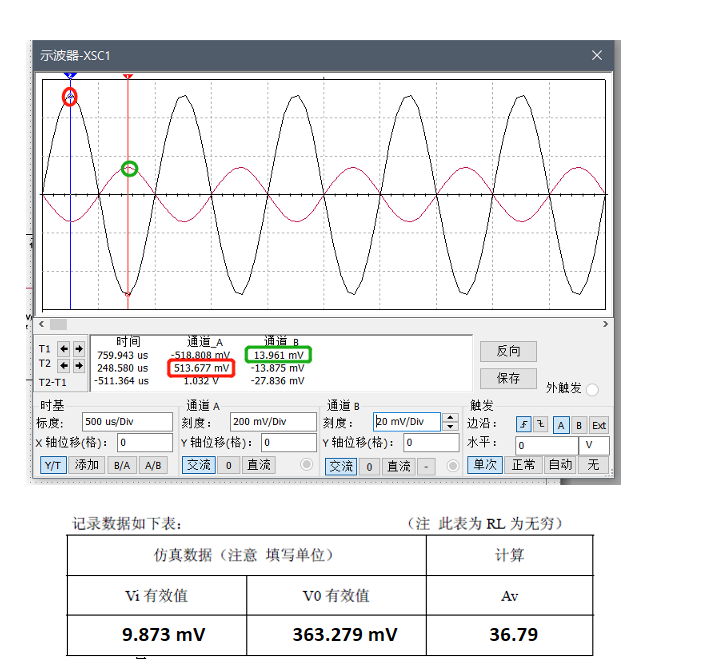 示波器-XSC1
时间 通道_A 通道_B
T1 759.943 us -518.808 mV 13.961 mV
T2 248.580 us 513.677 mV -13.875 mV
T2-T1 -511.364 us 1.032 V -27.836 mV
反向
保存
外触发
时基 通道 A 通道 B 触发
标度: 500 us/Div 刻度: 200 mV/Div 刻度: 20 mV/Div 边沿: A B Ext
X 轴位移(格): 0 Y 轴位移(格): 0 Y 轴位移(格): 0 水平: 0 V
Y/T 添加 B/A A/B 交流 0 直流 交流 0 直流 - 单次 正常 自动 无
记录数据如下表: （注 此表为 RL 为无穷）
仿真数据（注意 填写单位） 计算
Vi 有效值 V0 有效值 Av
9.873 mV 363.279 mV 36.79